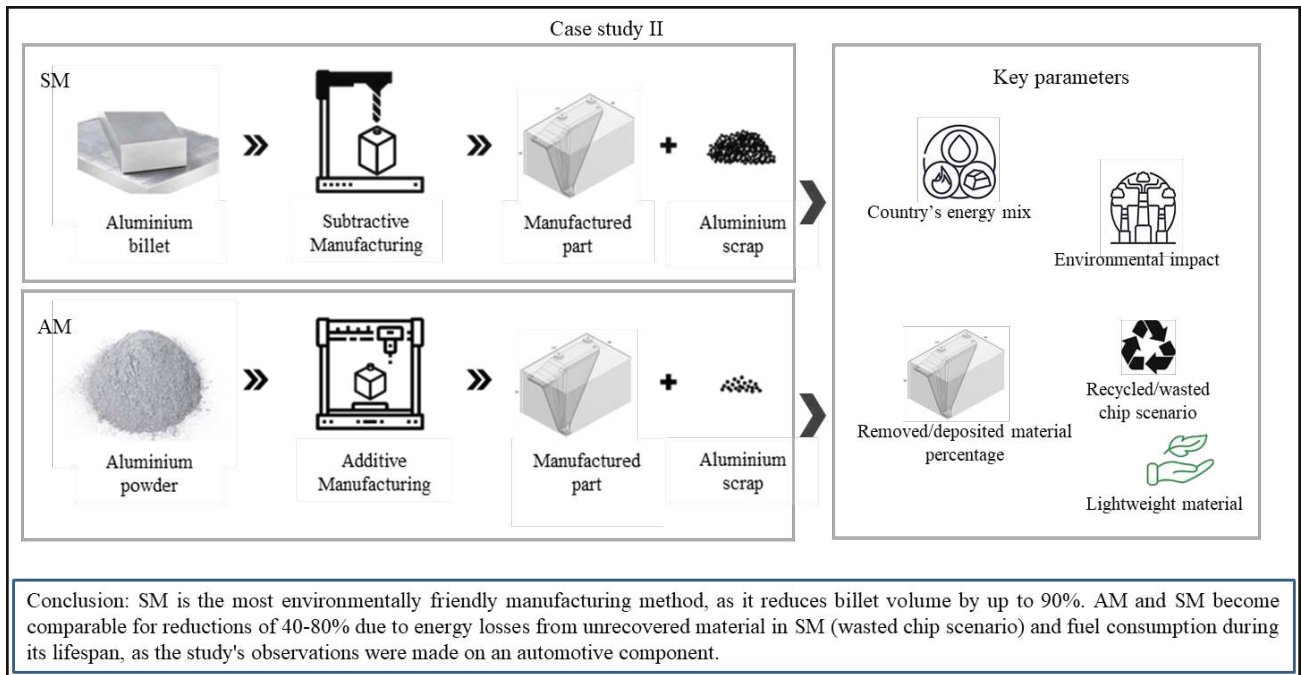 Case study II
SM
Aluminium
billet
Subtractive
Manufacturing
Manufactured
part
Aluminium
scrap
AM
Aluminium
powder
Additive
Manufacturing
Manufactured
part
Aluminium
scrap
Key parameters
Country's energy mix
Environmental impact
Removed/deposited material
percentage
Recycled/wasted
chip scenario
Lightweight material
Conclusion: SM is the most environmentally friendly manufacturing method, as it reduces billet volume by up to 90%. AM and SM become
comparable for reductions of 40-80% due to energy losses from unrecovered material in SM (wasted chip scenario) and fuel consumption during
its lifespan, as the study's observations were made on an automotive component.